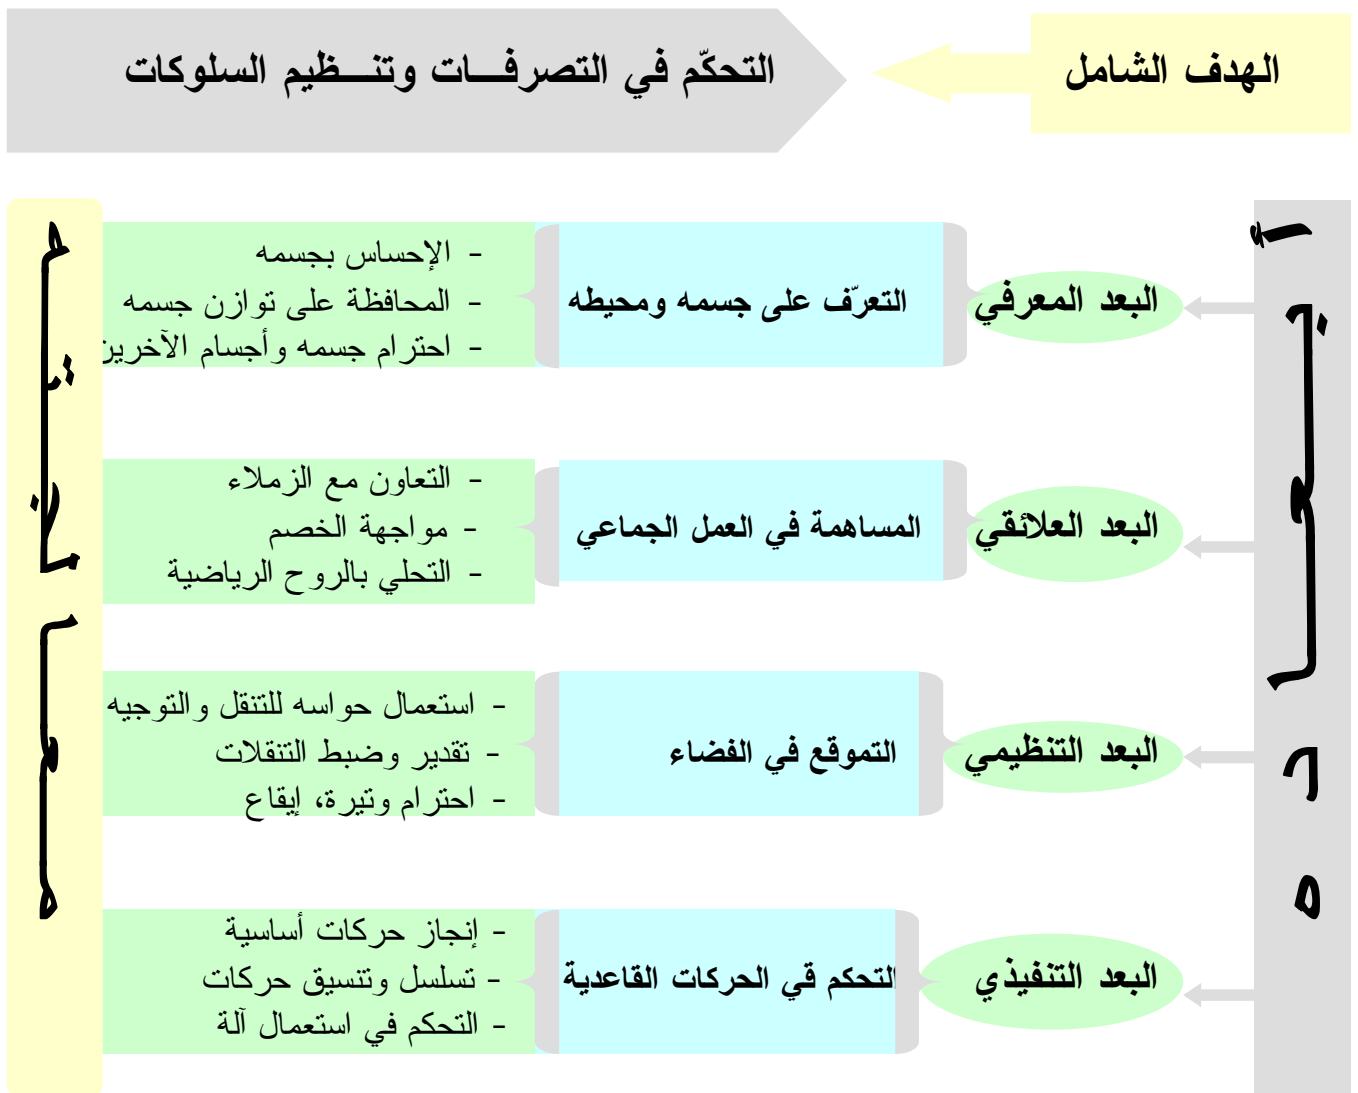 الهدف الشامل
التحكّم في التصرفــات وتنــظيم السلوكات
أبـعـاده
معالجته
البعد المعرفي
التعرّف على جسمه ومحيطه
- الإحساس بجسمه
- المحافظة على توازن جسمه
- احترام جسمه وأجسام الآخرين
البعد العلائقي
المساهمة في العمل الجماعي
- التعاون مع الزملاء
- مواجهة الخصم
- التحلي بالروح الرياضية
البعد التنظيمي
التموقع في الفضاء
- استعمال حواسه للتنقل والتوجيه
- تقدير وضبط التنقلات
- احترام وتيرة، إيقاع
البعد التنفيذي
التحكم قي الحركات القاعدية
- إنجاز حركات أساسية
- تسلسل وتنسيق حركات
- التحكم في استعمال آلة